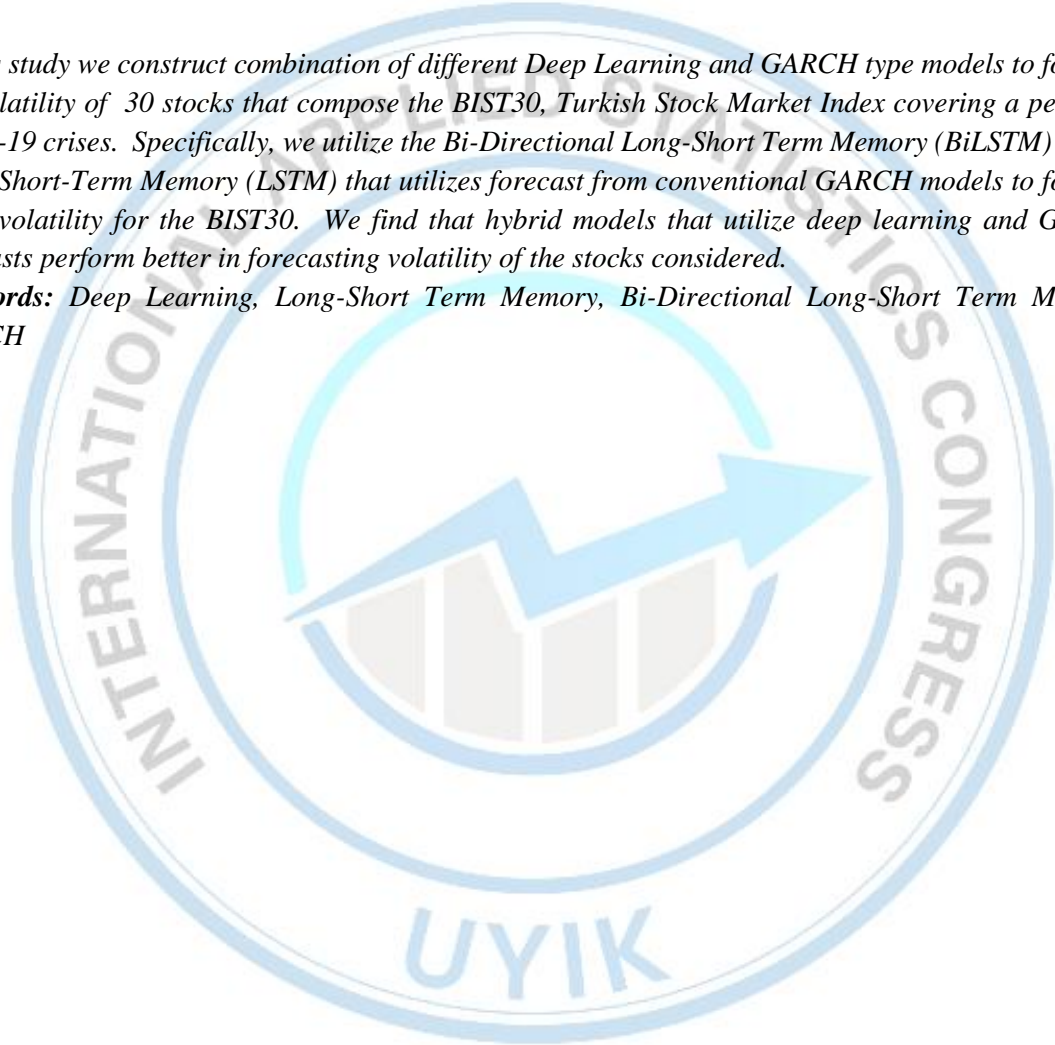 study we construct combination of different Deep Learning and GARCH type models to fo
latility of 30 stocks that compose the BIST30, Turkish Stock Market Index covering a pe
-19 crises. Specifically, we utilize the Bi-Directional Long-Short Term Memory (BiLSTM)
Short-Term Memory (LSTM) that utilizes forecast from conventional GARCH models to fo
volatility for the BIST30. We find that hybrid models that utilize deep learning and G
sts perform better in forecasting volatility of the stocks considered.
ords: Deep Learning, Long-Short Term Memory, Bi-Directional Long-Short Term M
CH
INTERNATIONAL APPLIED STATISTICS CONGRESS
UYIK